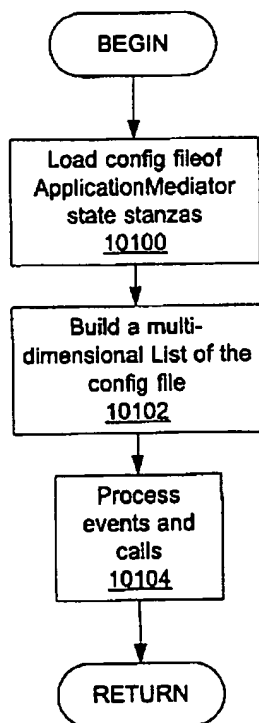 BEGIN
Load config fileof
ApplicationMediator
state stanzas
10100
Build a multi-
dimensional List of the
config file
10102
Process
events and
calls
10104
RETURN